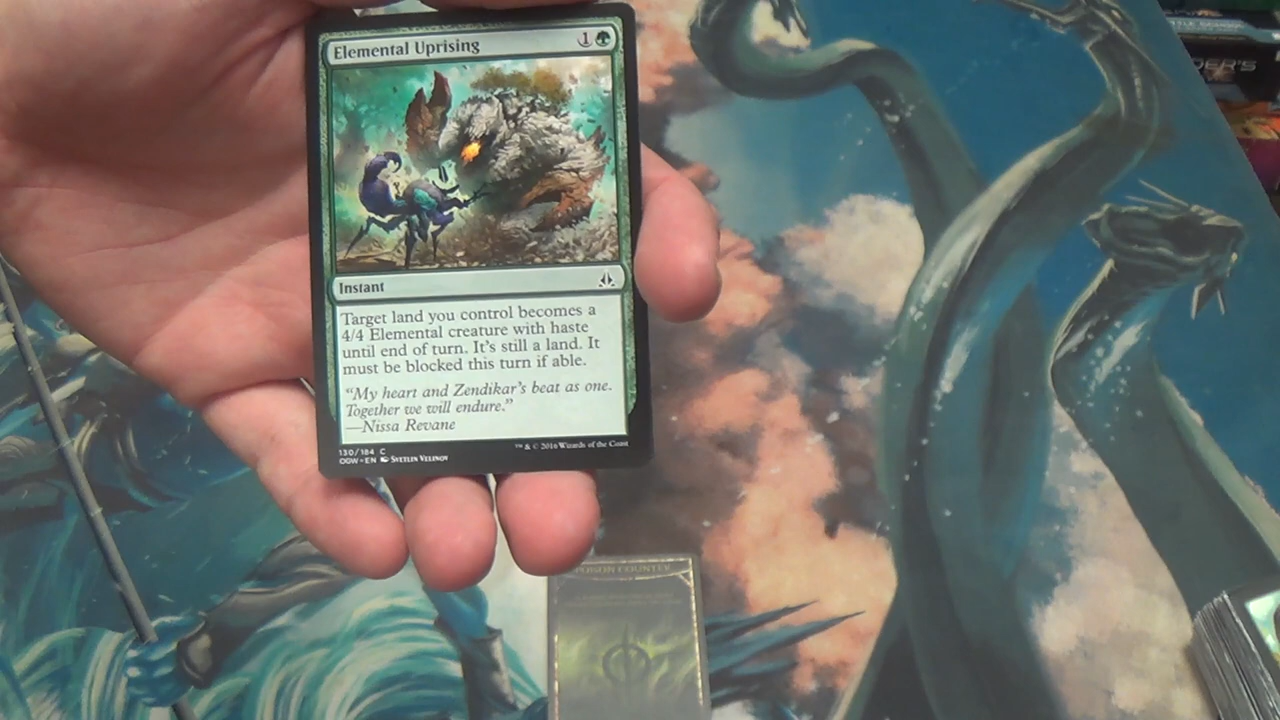 Elemental Uprising 1
Instant
Target land you control becomes a
4/4 Elemental creature with haste
until end of turn. It's still a land. It
must be blocked this turn if able.
"My heart and Zendikar's beat as one.
Together we will endure."
—Nissa Revane
130/184 C
OGW • EN Svetlin Velinov
™ & © 2016 Wizards of the Coast
POISON COUNTER